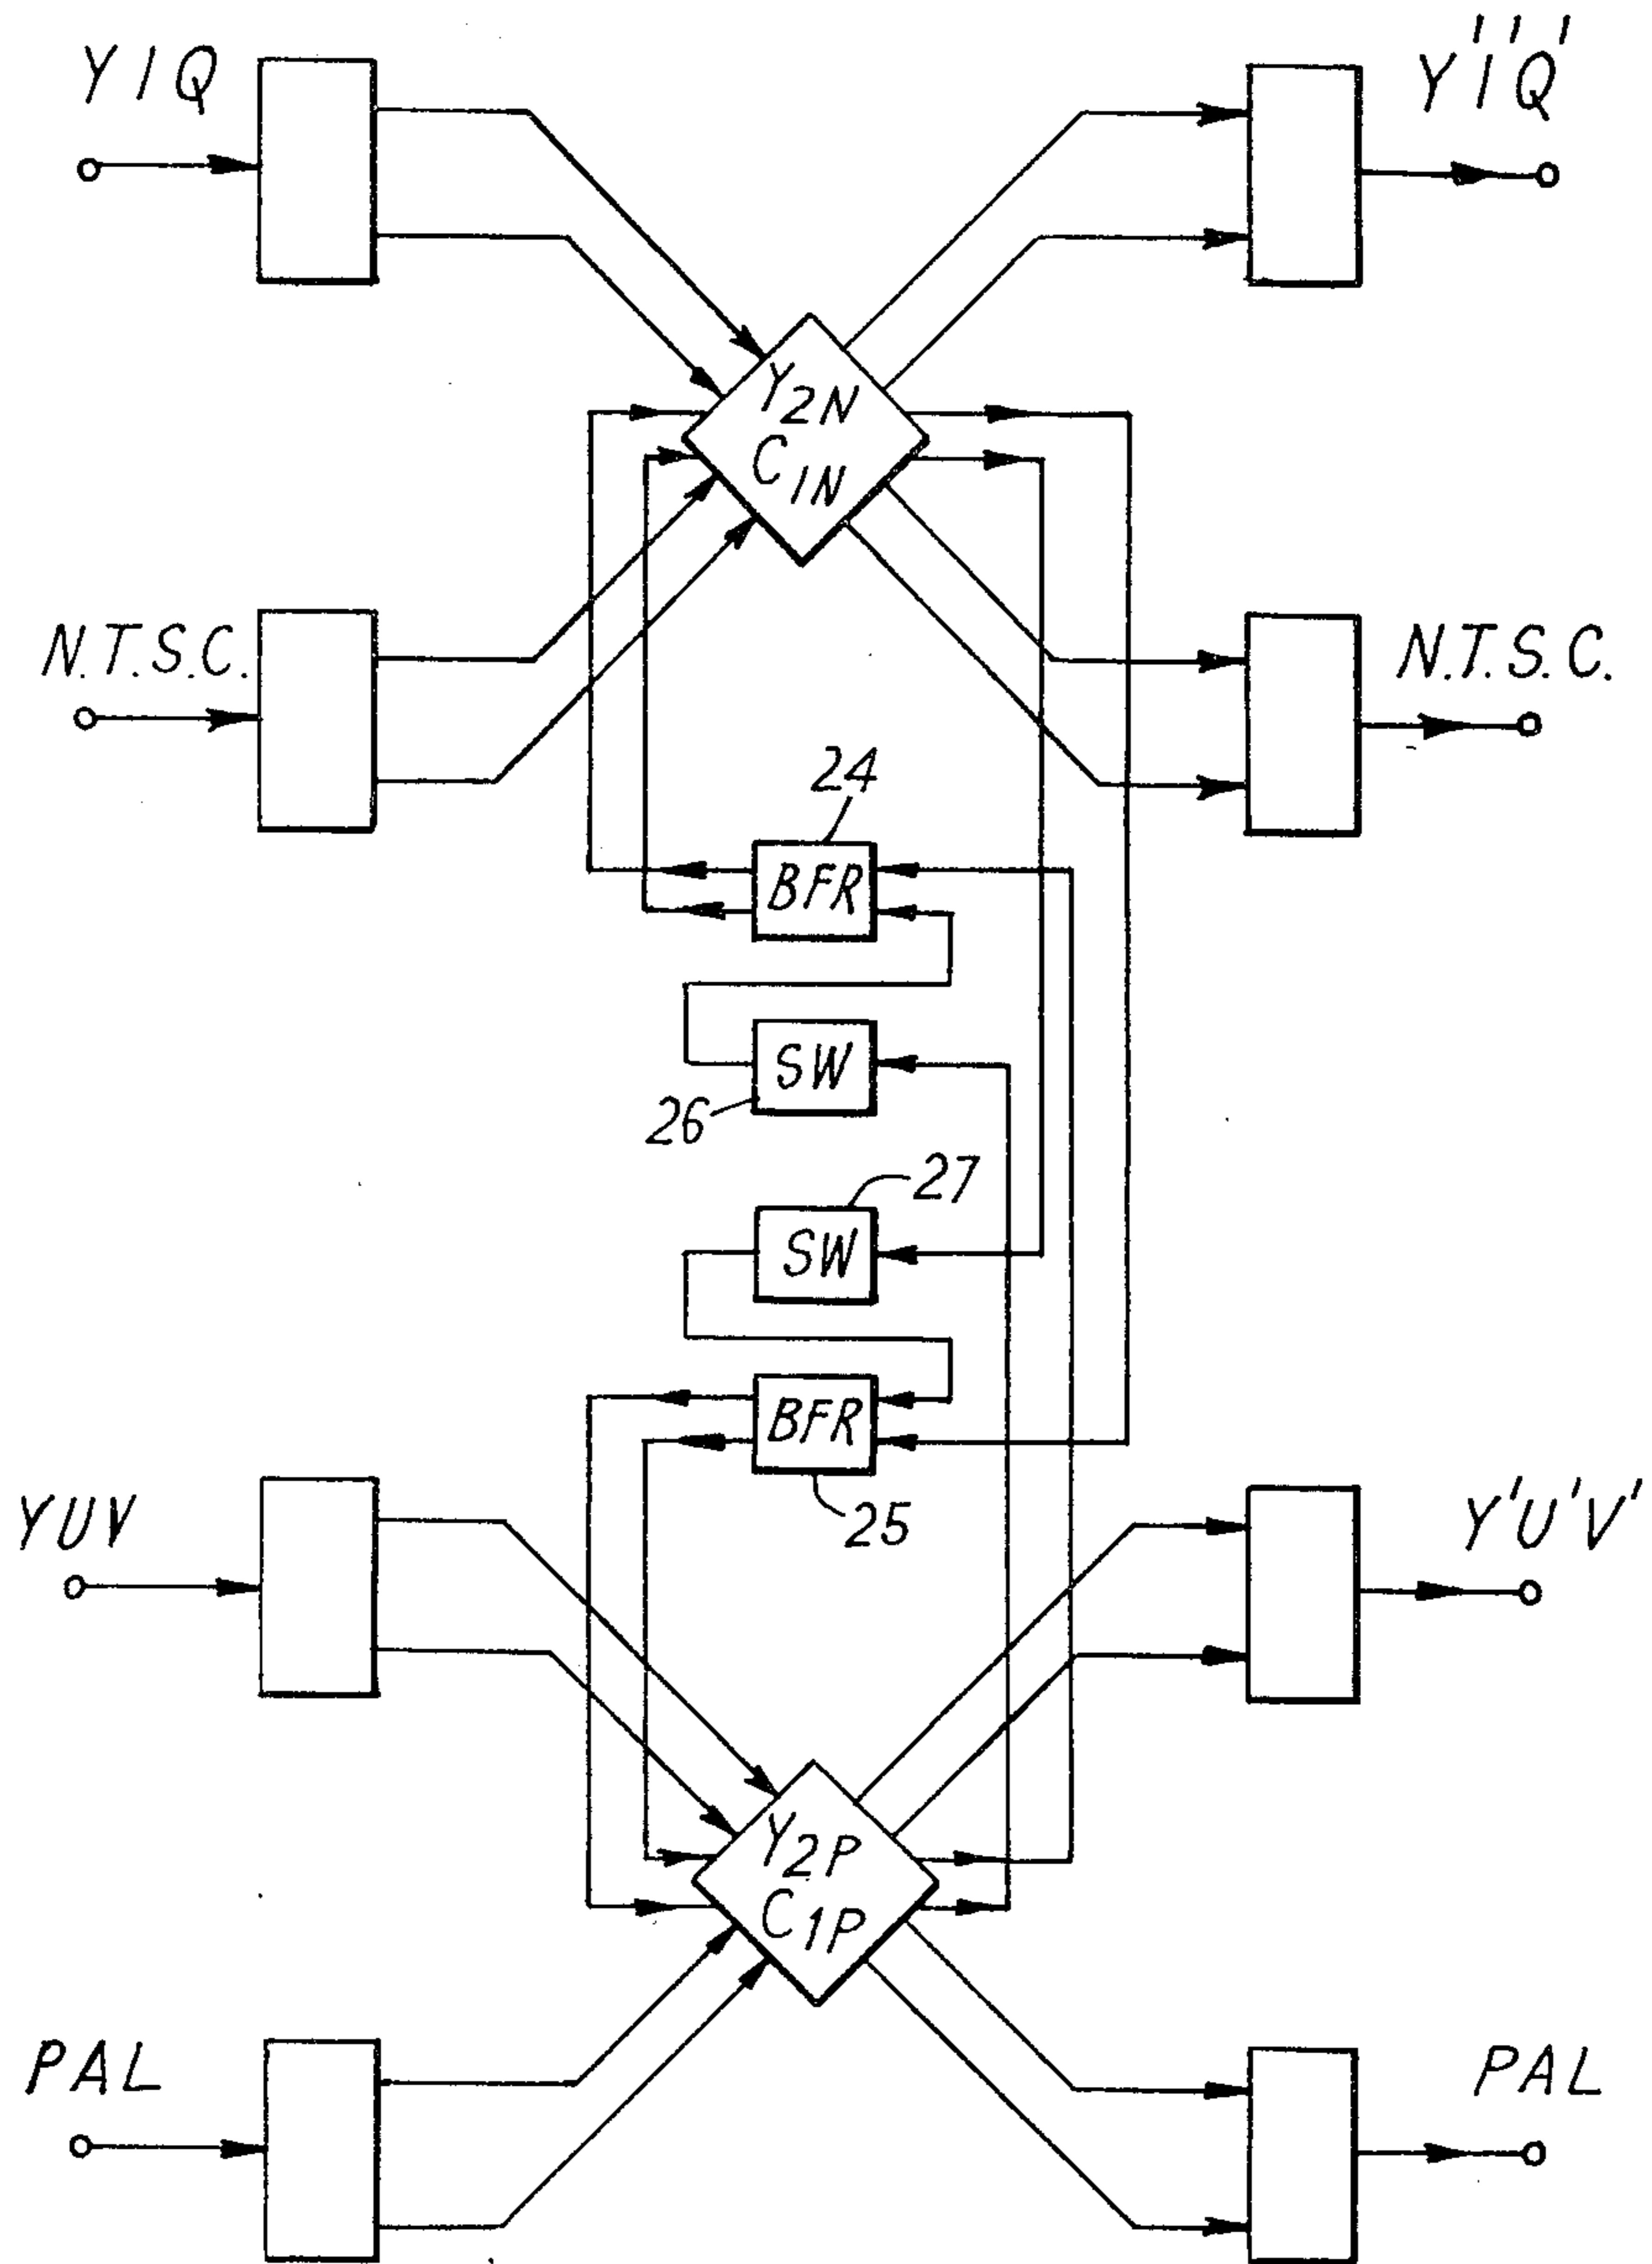 YIQ
Y'I'Q'
Y2N
C1N
N.T.S.C.
N.T.S.C.
24
BFR
SW
26
27
SW
BFR
25
YUV
Y'U'V'
Y2P
C1P
PAL
PAL